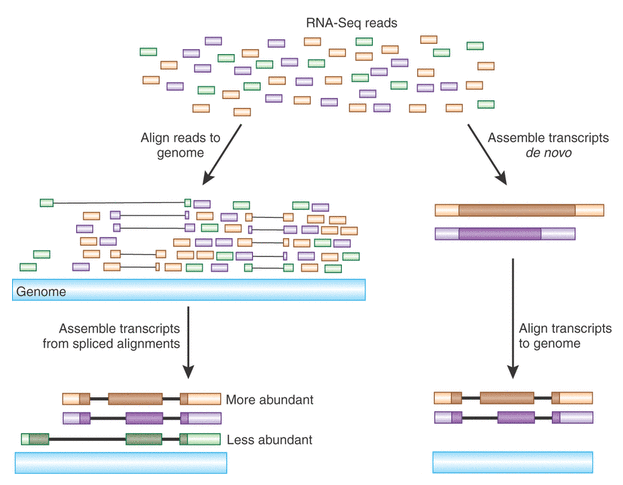 RNA-Seq reads
Align reads to
genome
Assemble transcripts
de novo
Genome
Assemble transcripts
from spliced alignments
Align transcripts
to genome
More abundant
Less abundant